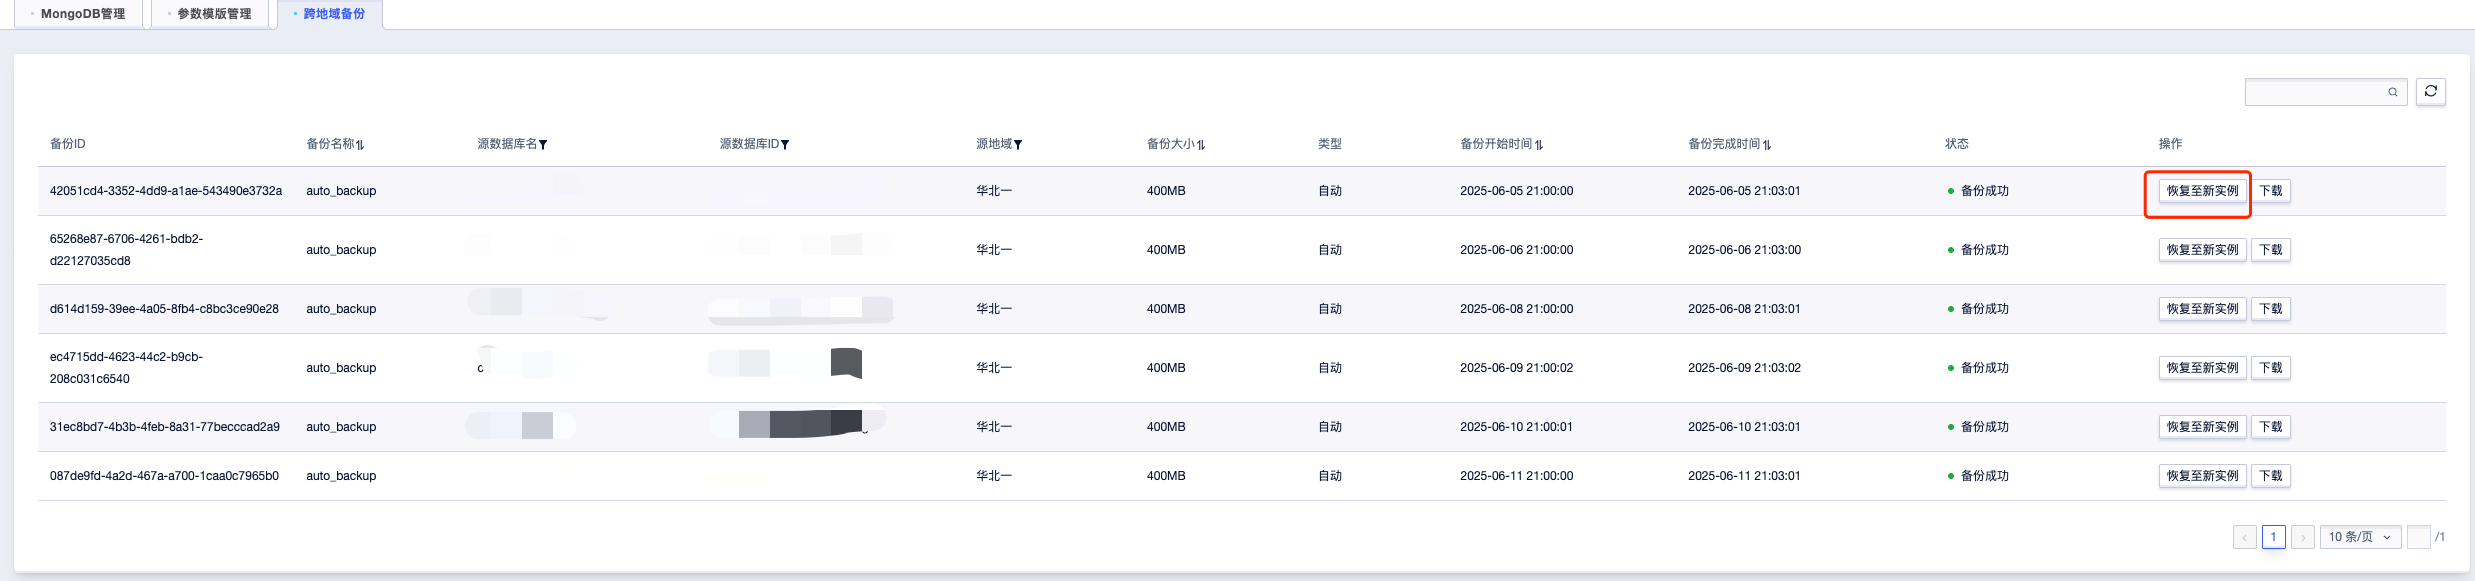 MongoDB管理
参数模版管理
跨地域备份
备份ID 备份名称 源数据库名 源数据库ID 源地域 备份大小 类型 备份开始时间 备份完成时间 状态 操作
42051cd4-3352-4dd9-a1ae-543490e3732a auto_backup 华北一 400MB 自动 2025-06-05 21:00:00 2025-06-05 21:03:01 备份成功 恢复至新实例 下载
65268e87-6706-4261-bdb2-
d22127035cd8 auto_backup 华北一 400MB 自动 2025-06-06 21:00:00 2025-06-06 21:03:00 备份成功 恢复至新实例 下载
d614d159-39ee-4a05-8fb4-c8bc3ce90e28 auto_backup 华北一 400MB 自动 2025-06-08 21:00:00 2025-06-08 21:03:01 备份成功 恢复至新实例 下载
ec4715dd-4623-44c2-b9cb-
208c031c6540 auto_backup 华北一 400MB 自动 2025-06-09 21:00:02 2025-06-09 21:03:02 备份成功 恢复至新实例 下载
31ec8bd7-4b3b-4feb-8a31-77becccad2a9 auto_backup 华北一 400MB 自动 2025-06-10 21:00:01 2025-06-10 21:03:01 备份成功 恢复至新实例 下载
087de9fd-4a2d-467a-a700-1caa0c7965b0 auto_backup 华北一 400MB 自动 2025-06-11 21:00:00 2025-06-11 21:03:01 备份成功 恢复至新实例 下载
1 10 条/页 /1